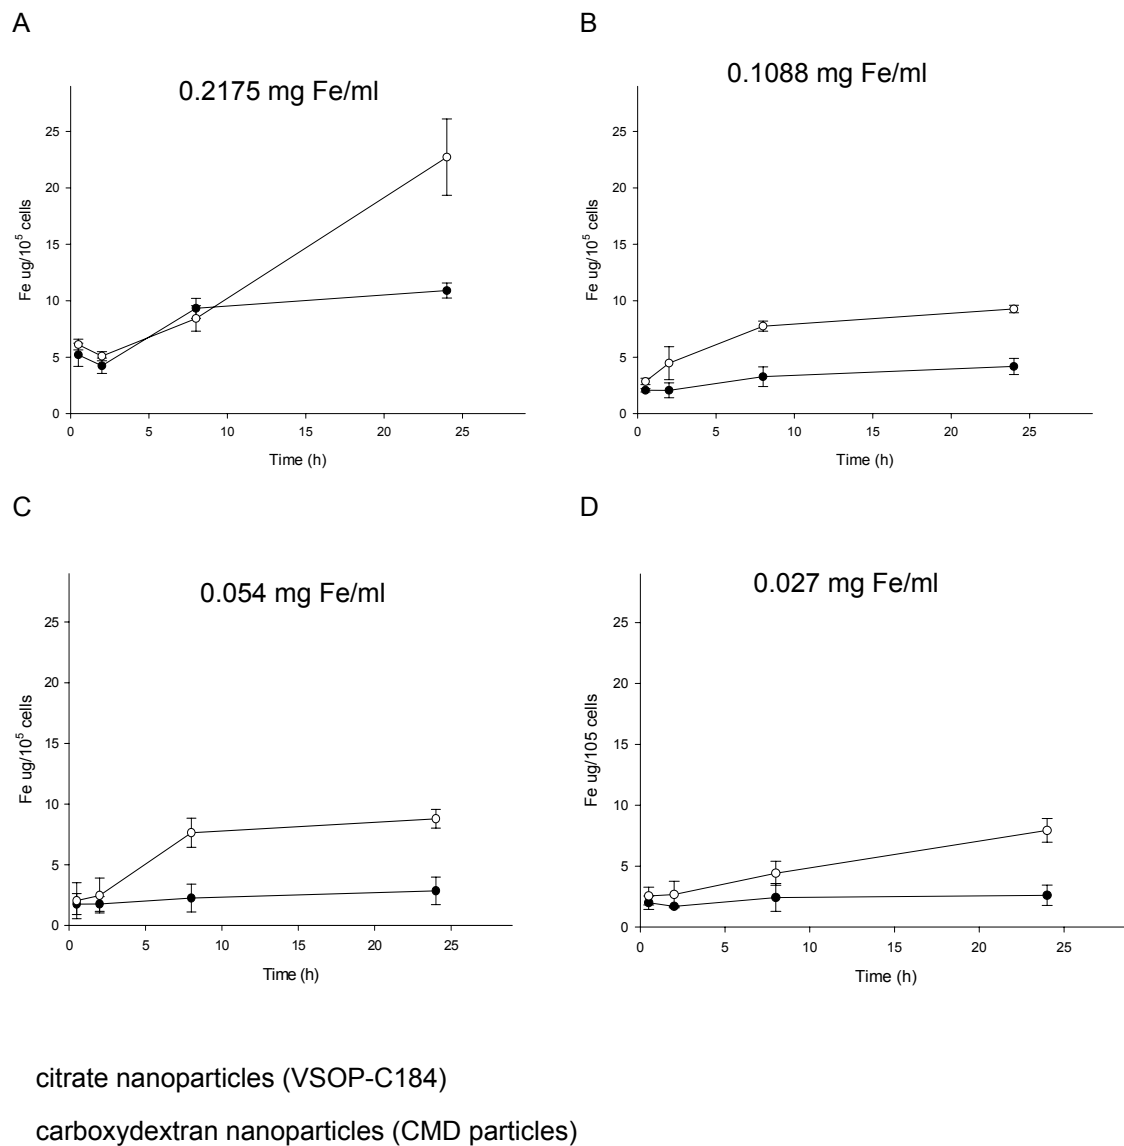 A
B
0.2175 mg Fe/ml
0.1088 mg Fe/ml
25
20
15
10
5
0
Fe ug/10⁵ cells
0 5 10 15 20 25
Time (h)
25
20
15
10
5
0
Fe ug/10⁵ cells
0 5 10 15 20 25
Time (h)
C
D
0.054 mg Fe/ml
0.027 mg Fe/ml
25
20
15
10
5
0
Fe ug/10⁵ cells
0 5 10 15 20 25
Time (h)
25
20
15
10
5
0
Fe ug/105 cells
0 5 10 15 20 25
Time (h)
citrate nanoparticles (VSOP-C184)
carboxydextran nanoparticles (CMD particles)